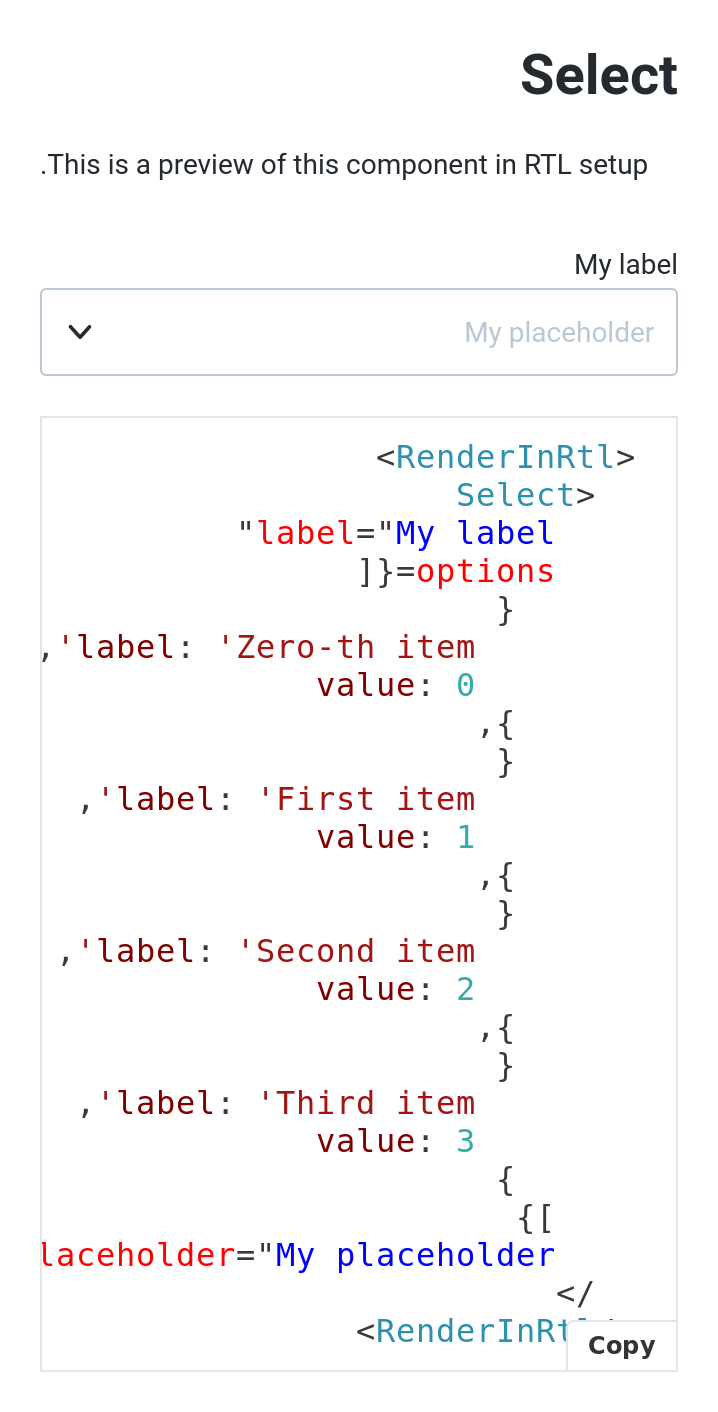 Select
.This is a preview of this component in RTL setup
My label
My placeholder
<RenderInRtl>
Select>
"label="My label
]}=options
}
,'label: 'Zero-th item
value: 0
,{
}
,'label: 'First item
value: 1
,{
}
,'label: 'Second item
value: 2
,{
}
,'label: 'Third item
value: 3
{
{[
laceholder="My placeholder
</
<RenderInRtl
Copy